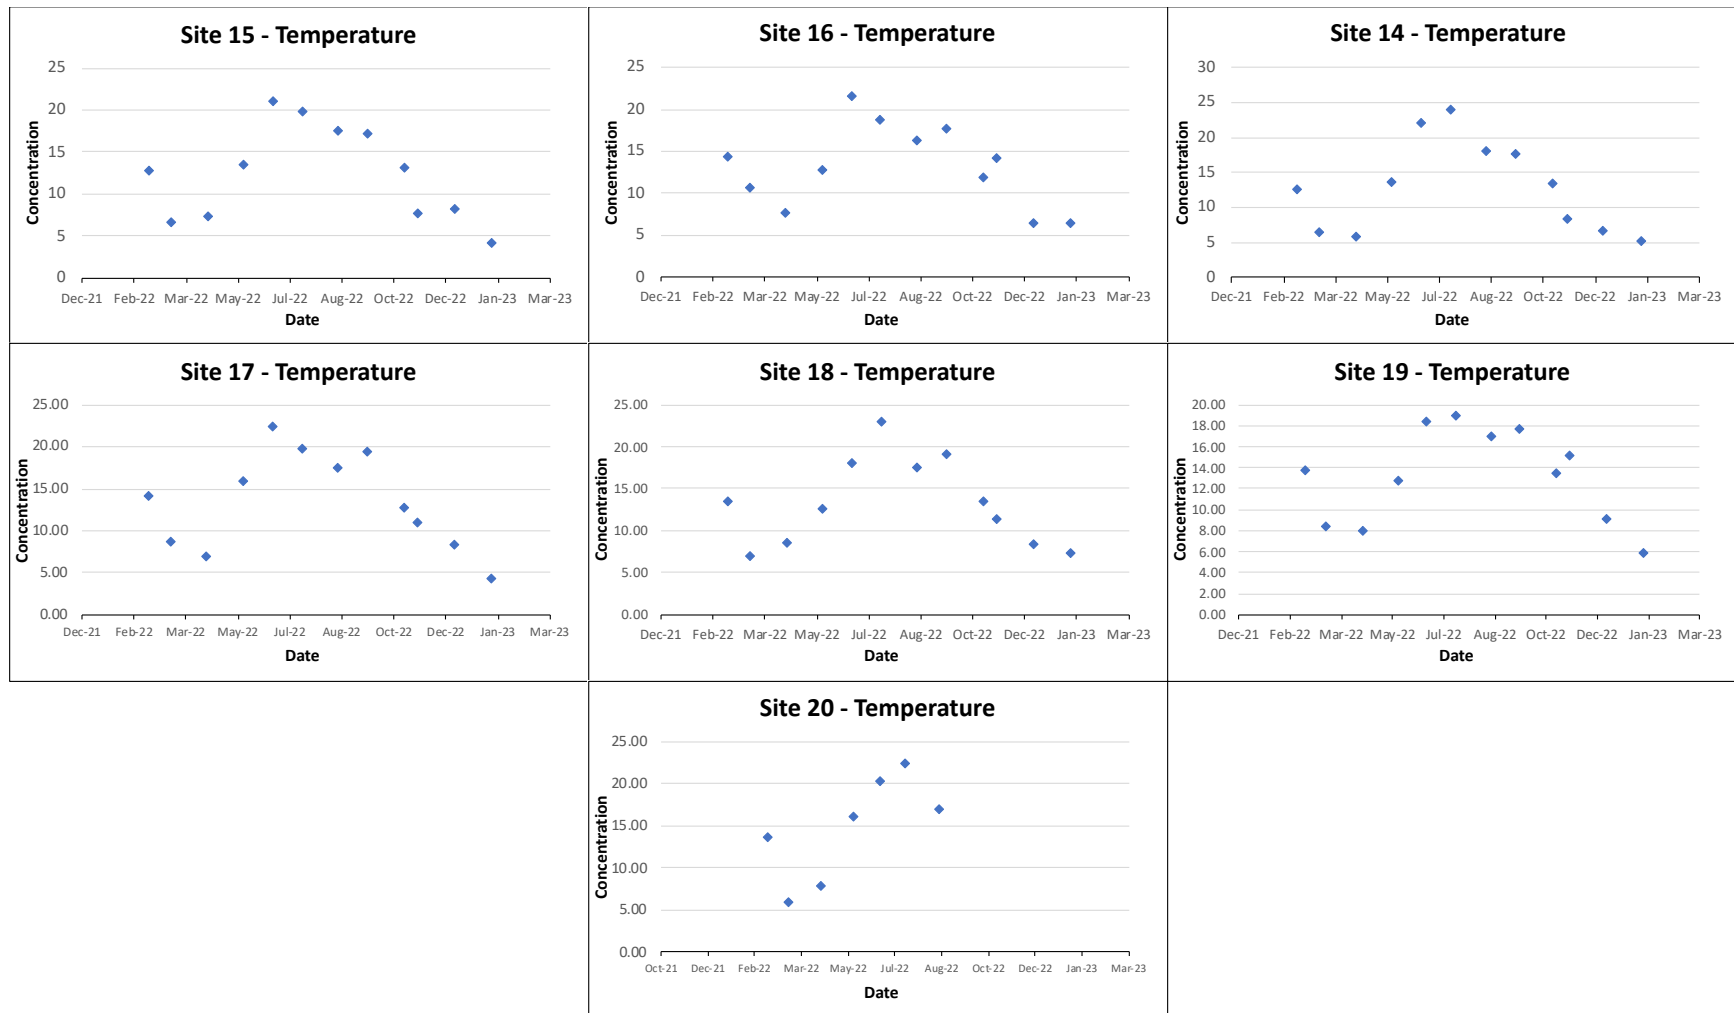 Site 15 - Temperature
25
20
15
10
5
0
Concentration
Dec-21 Feb-22 Mar-22 May-22 Jul-22 Aug-22 Oct-22 Dec-22 Jan-23 Mar-23
Date
Site 16 - Temperature
25
20
15
10
5
0
Concentration
Dec-21 Feb-22 Mar-22 May-22 Jul-22 Aug-22 Oct-22 Dec-22 Jan-23 Mar-23
Date
Site 14 - Temperature
30
25
20
15
10
5
0
Concentration
Dec-21 Feb-22 Mar-22 May-22 Jul-22 Aug-22 Oct-22 Dec-22 Jan-23 Mar-23
Date
Site 17 - Temperature
25.00
20.00
15.00
10.00
5.00
0.00
Concentration
Dec-21 Feb-22 Mar-22 May-22 Jul-22 Aug-22 Oct-22 Dec-22 Jan-23 Mar-23
Date
Site 18 - Temperature
25.00
20.00
15.00
10.00
5.00
0.00
Concentration
Dec-21 Feb-22 Mar-22 May-22 Jul-22 Aug-22 Oct-22 Dec-22 Jan-23 Mar-23
Date
Site 19 - Temperature
20.00
18.00
16.00
14.00
12.00
10.00
8.00
6.00
4.00
2.00
0.00
Concentration
Dec-21 Feb-22 Mar-22 May-22 Jul-22 Aug-22 Oct-22 Dec-22 Jan-23 Mar-23
Date
Site 20 - Temperature
25.00
20.00
15.00
10.00
5.00
0.00
Concentration
Oct-21 Dec-21 Feb-22 Mar-22 May-22 Jul-22 Aug-22 Oct-22 Dec-22 Jan-23 Mar-23
Date